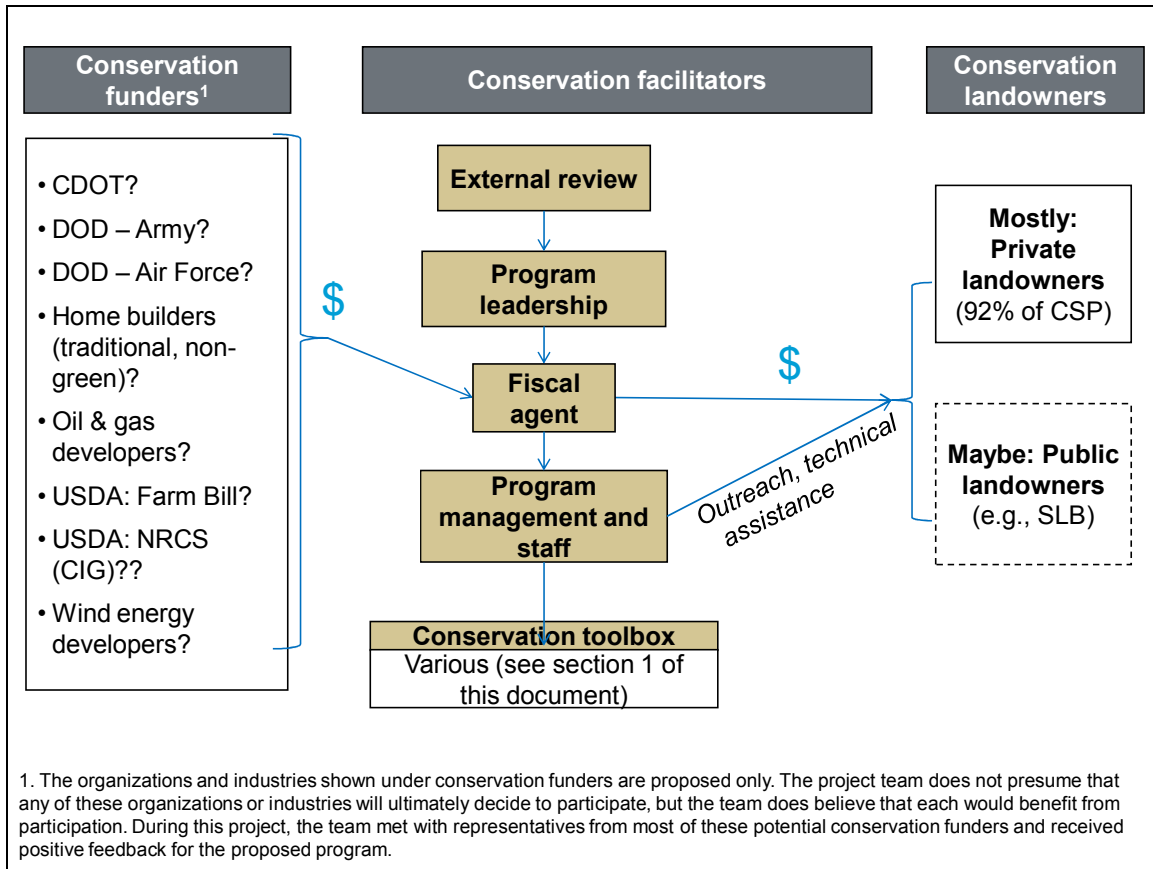 Conservation
funders1
Conservation facilitators
Conservation
landowners
• CDOT?
• DOD – Army?
• DOD – Air Force?
• Home builders
(traditional, non-
green)?
• Oil & gas
developers?
• USDA: Farm Bill?
• USDA: NRCS
(CIG)??
• Wind energy
developers?
$
External review
Program
leadership
Fiscal
agent
Program
management and
staff
Conservation toolbox
Various (see section 1 of
this document)
$
Outreach, technical
assistance
Mostly:
Private
landowners
(92% of CSP)
Maybe: Public
landowners
(e.g., SLB)
1. The organizations and industries shown under conservation funders are proposed only. The project team does not presume that
any of these organizations or industries will ultimately decide to participate, but the team does believe that each would benefit from
participation. During this project, the team met with representatives from most of these potential conservation funders and received
positive feedback for the proposed program.